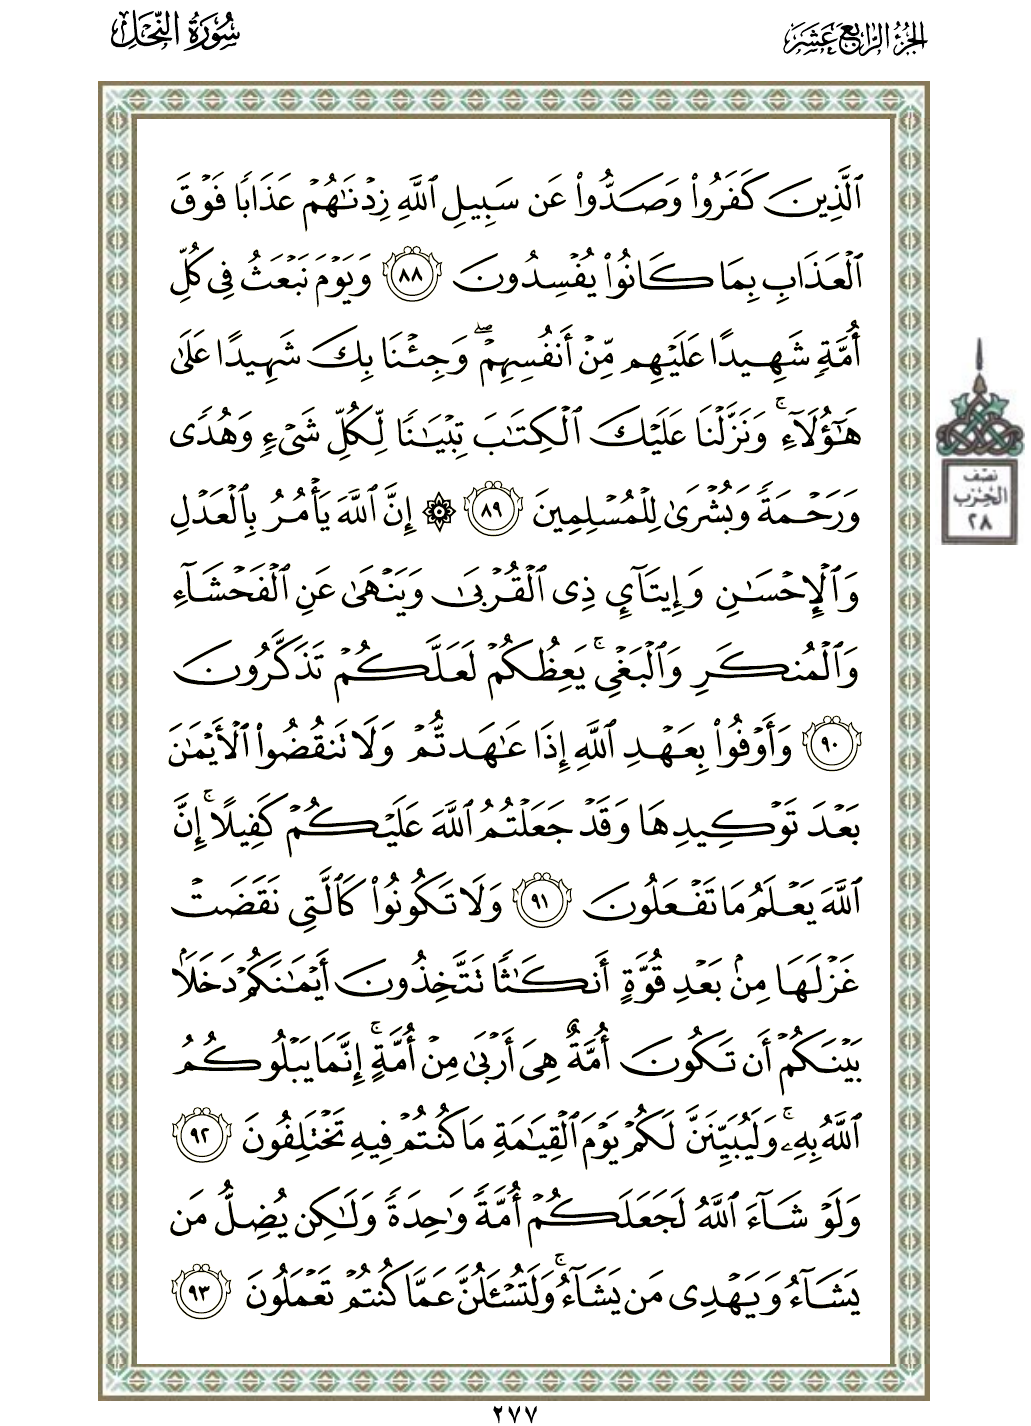 الجزء الرابع عشر
سورة النحل
ٱلَّذِينَ كَفَرُوا۟ وَصَدُّوا۟ عَن سَبِيلِ ٱللَّهِ زِدْنَٰهُمْ عَذَابًا فَوْقَ
ٱلْعَذَابِ بِمَا كَانُوا۟ يُفْسِدُونَ ٨٨ وَيَوْمَ نَبْعَثُ فِى كُلِّ
أُمَّةٍ شَهِيدًا عَلَيْهِم مِّنْ أَنفُسِهِمْ ۖ وَجِئْنَا بِكَ شَهِيدًا عَلَىٰ
هَٰٓؤُلَآءِ ۚ وَنَزَّلْنَا عَلَيْكَ ٱلْكِتَٰبَ تِبْيَٰنًا لِّكُلِّ شَىْءٍ وَهُدًى
وَرَحْمَةً وَبُشْرَىٰ لِلْمُسْلِمِينَ ٨٩ ۞ إِنَّ ٱللَّهَ يَأْمُرُ بِٱلْعَدْلِ
وَٱلْإِحْسَٰنِ وَإِيتَآئِ ذِى ٱلْقُرْبَىٰ وَيَنْهَىٰ عَنِ ٱلْفَحْشَآءِ
وَٱلْمُنكَرِ وَٱلْبَغْىِ ۚ يَعِظُكُمْ لَعَلَّكُمْ تَذَكَّرُونَ
٩٠ وَأَوْفُوا۟ بِعَهْدِ ٱللَّهِ إِذَا عَٰهَدتُّمْ وَلَا تَنقُضُوا۟ ٱلْأَيْمَٰنَ
بَعْدَ تَوْكِيدِهَا وَقَدْ جَعَلْتُمُ ٱللَّهَ عَلَيْكُمْ كَفِيلًا ۚ إِنَّ
ٱللَّهَ يَعْلَمُ مَا تَفْعَلُونَ ٩١ وَلَا تَكُونُوا۟ كَٱلَّتِى نَقَضَتْ
غَزْلَهَا مِنۢ بَعْدِ قُوَّةٍ أَنكَٰثًا تَتَّخِذُونَ أَيْمَٰنَكُمْ دَخَلًۢا
بَيْنَكُمْ أَن تَكُونَ أُمَّةٌ هِىَ أَرْبَىٰ مِنْ أُمَّةٍ ۚ إِنَّمَا يَبْلُوكُمُ
ٱللَّهُ بِهِۦ ۚ وَلَيُبَيِّنَنَّ لَكُمْ يَوْمَ ٱلْقِيَٰمَةِ مَا كُنتُمْ فِيهِ تَخْتَلِفُونَ ٩٢
وَلَوْ شَآءَ ٱللَّهُ لَجَعَلَكُمْ أُمَّةً وَٰحِدَةً وَلَٰكِن يُضِلُّ مَن
يَشَآءُ وَيَهْدِى مَن يَشَآءُ ۚ وَلَتُسْـَٔلُنَّ عَمَّا كُنتُمْ تَعْمَلُونَ ٩٣
نصف
الحزب
٢٨
٢٧٧